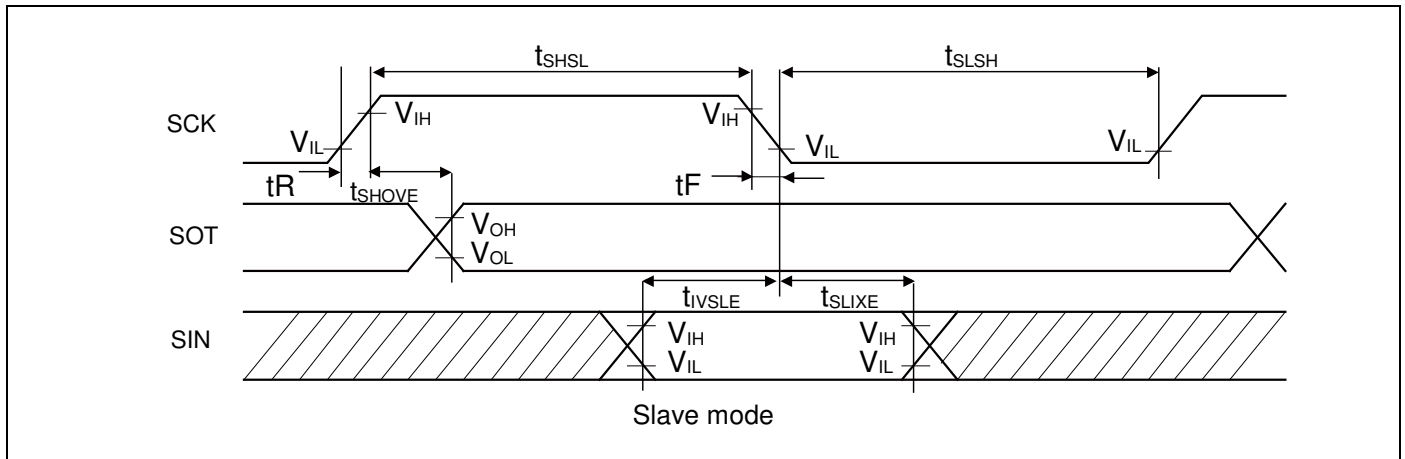 tSHSL tSLSH
SCK VIH VIH
VIL VIL VIL
tR tSHOVE tF
SOT VOH
VOL
tIVSLE tSLIXE
SIN VIH VIH
VIL VIL
Slave mode